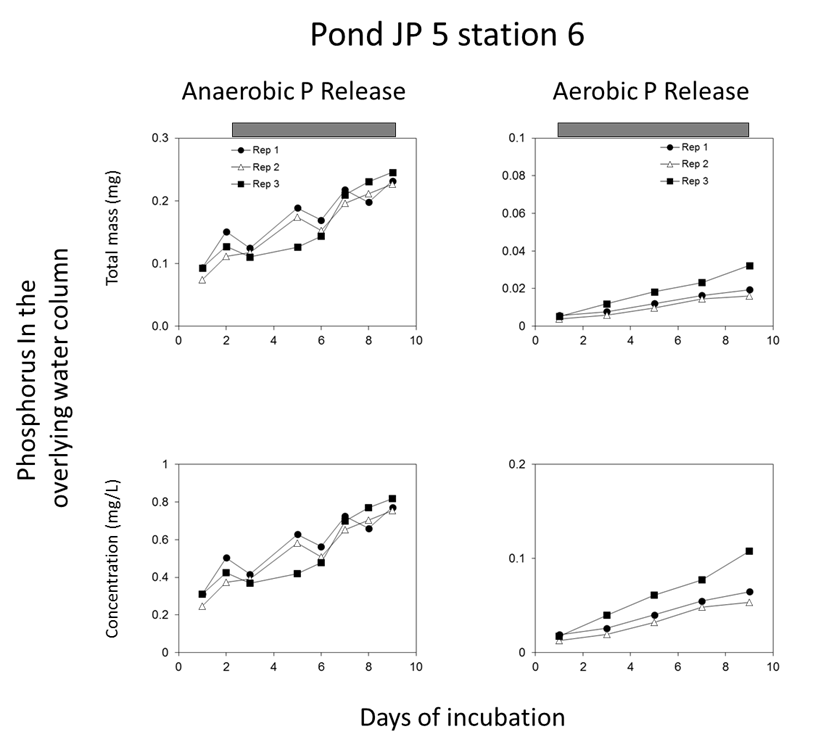 Pond JP 5 station 6
Anaerobic P Release
Aerobic P Release
Phosphorus In the
overlying water column
Total mass (mg)
0.3
0.2
0.1
0.0
0 2 4 6 8 10
Rep 1
Rep 2
Rep 3
0.1
0.08
0.06
0.04
0.02
0
0 2 4 6 8 10
Rep 1
Rep 2
Rep 3
Concentration (mg/L)
1
0.8
0.6
0.4
0.2
0
0 2 4 6 8 10
0.2
0.1
0
0 2 4 6 8 10
Days of incubation